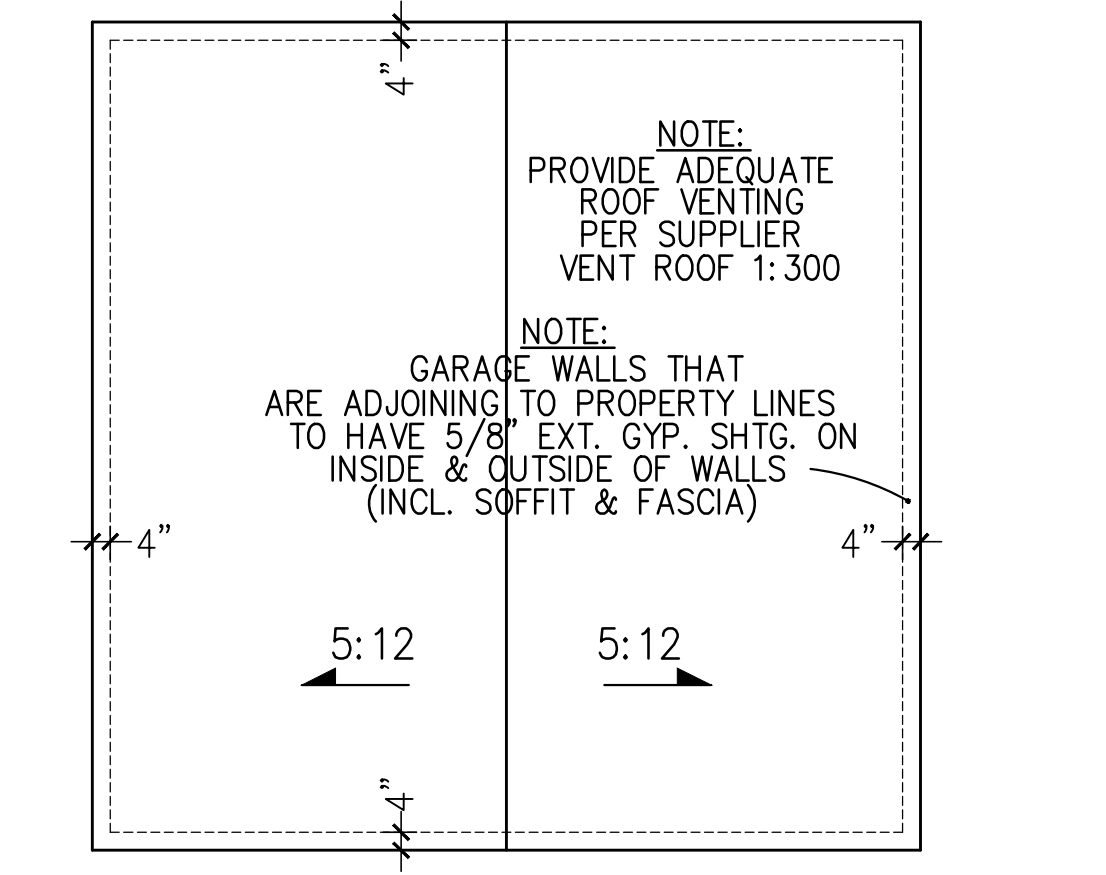 4"
NOTE:
PROVIDE ADEQUATE
ROOF VENTING
PER SUPPLIER
VENT ROOF 1:300
NOTE:
GARAGE WALLS THAT
ARE ADJOINING TO PROPERTY LINES
TO HAVE 5/8" EXT. GYP. SHTG. ON
INSIDE & OUTSIDE OF WALLS
(INCL. SOFFIT & FASCIA)
4"
4"
5:12
5:12
4"